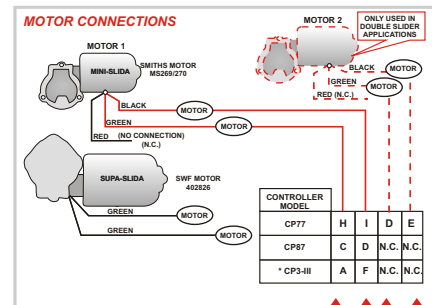 MOTOR CONNECTIONS
MOTOR 1
SMITHS MOTOR
MS269/270
MINI-SLIDA
BLACK
MOTOR
GREEN
MOTOR
RED
(NO CONNECTION)
(N.C.)
MOTOR 2
ONLY USED IN
DOUBLE SLIDER
APPLICATIONS
BLACK
MOTOR
GREEN
MOTOR
RED (N.C.)
SUPA-SLIDA
SWF MOTOR
402826
GREEN
MOTOR
GREEN
MOTOR
CONTROLLER
MODEL
CP77 H I D E
CP87 C D N.C. N.C.
* CP3-III A F N.C. N.C.